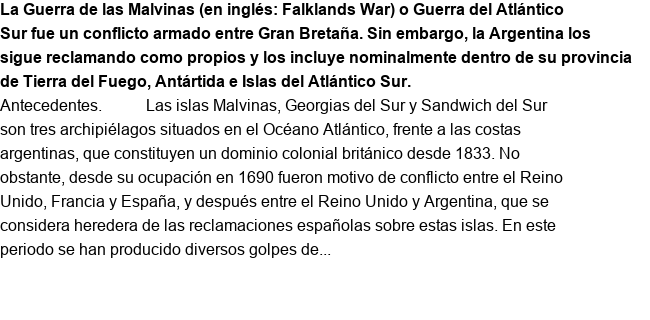 La Guerra de las Malvinas (en inglés: Falklands War) o Guerra del Atlántico
Sur fue un conflicto armado entre Gran Bretaña. Sin embargo, la Argentina los
sigue reclamando como propios y los incluye nominalmente dentro de su provincia
de Tierra del Fuego, Antártida e Islas del Atlántico Sur.
Antecedentes. Las islas Malvinas, Georgias del Sur y Sandwich del Sur
son tres archipiélagos situados en el Océano Atlántico, frente a las costas
argentinas, que constituyen un dominio colonial británico desde 1833. No
obstante, desde su ocupación en 1690 fueron motivo de conflicto entre el Reino
Unido, Francia y España, y después entre el Reino Unido y Argentina, que se
considera heredera de las reclamaciones españolas sobre estas islas. En este
periodo se han producido diversos golpes de...